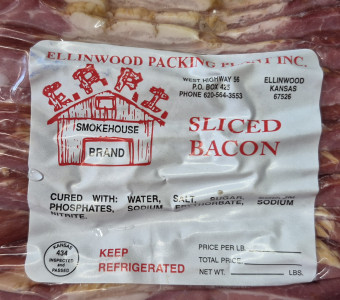 ELLINWOOD PACKING PLANT INC.
WEST HIGHWAY 56
P.O. BOX 423
PHONE 620-564-3553
ELLINWOOD
KANSAS
67526
SMOKEHOUSE
BRAND
SLICED
BACON
CURED WITH: WATER, SALT, SUGAR, SODIUM
PHOSPHATES, SODIUM ERYTHORBATE,
NITRITE.
KANSAS
434
INSPECTED
and
PASSED
KEEP
REFRIGERATED
PRICE PER LB.
TOTAL PRICE
NET WT. LBS.